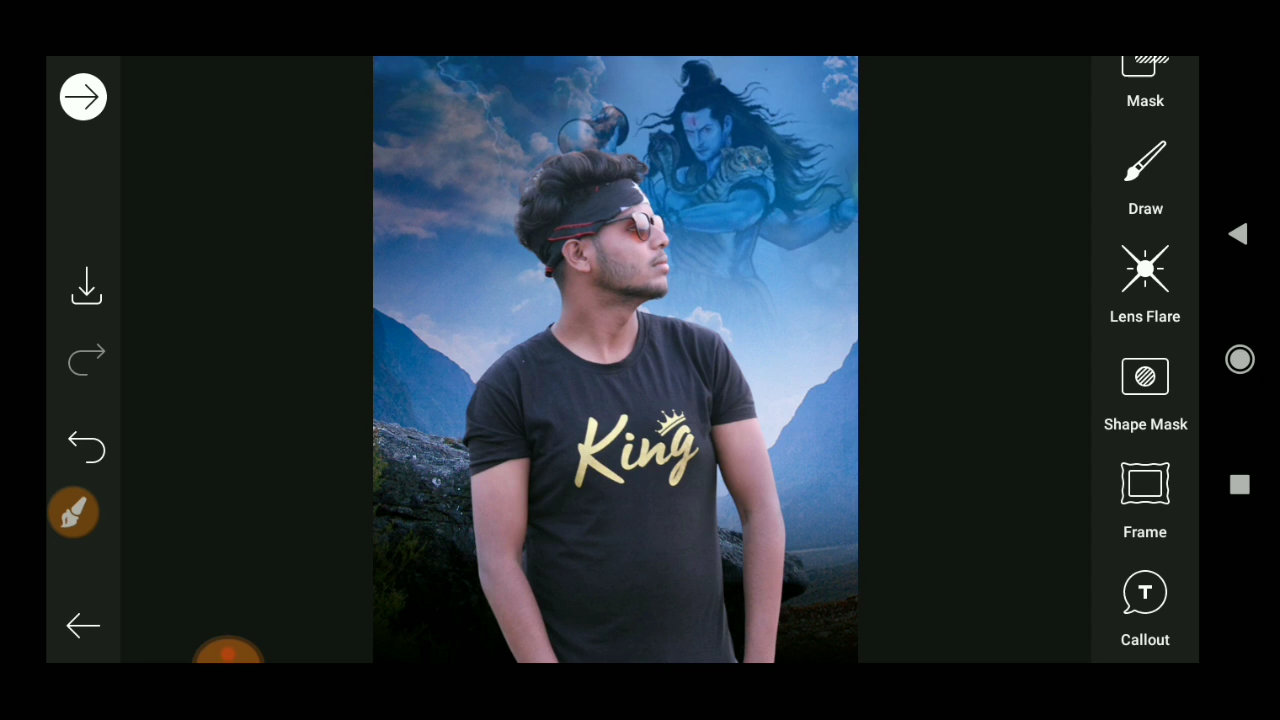 Mask
Draw
Lens Flare
Shape Mask
Frame
T
Callout
King